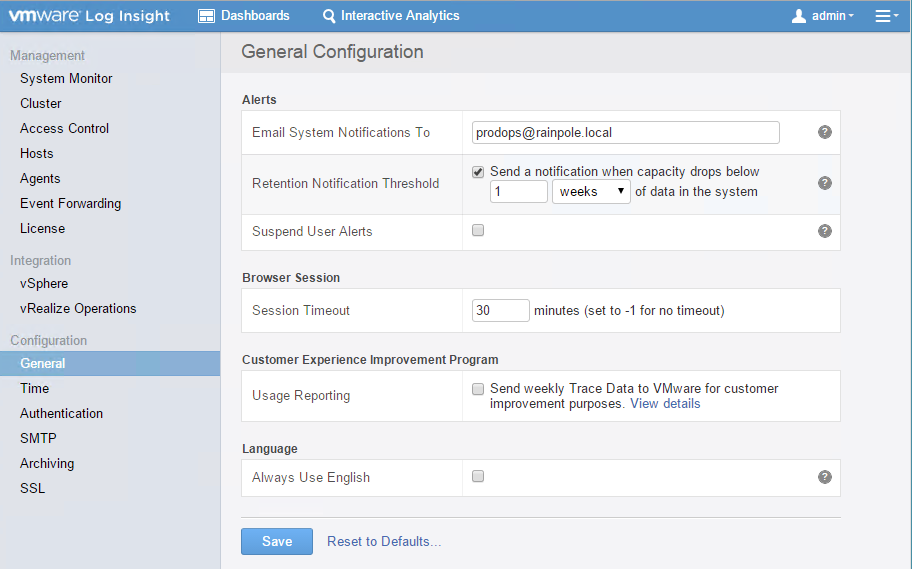 vmware Log Insight
Dashboards
Interactive Analytics
admin
Management
System Monitor
Cluster
Access Control
Hosts
Agents
Event Forwarding
License
Integration
vSphere
vRealize Operations
Configuration
General
Time
Authentication
SMTP
Archiving
SSL
General Configuration
Alerts
Email System Notifications To
prodops@rainpole.local
?
Retention Notification Threshold
Send a notification when capacity drops below
1 weeks of data in the system
?
Suspend User Alerts
?
Browser Session
Session Timeout
30 minutes (set to -1 for no timeout)
Customer Experience Improvement Program
Usage Reporting
Send weekly Trace Data to VMware for customer
improvement purposes. View details
Language
Always Use English
?
Save
Reset to Defaults...